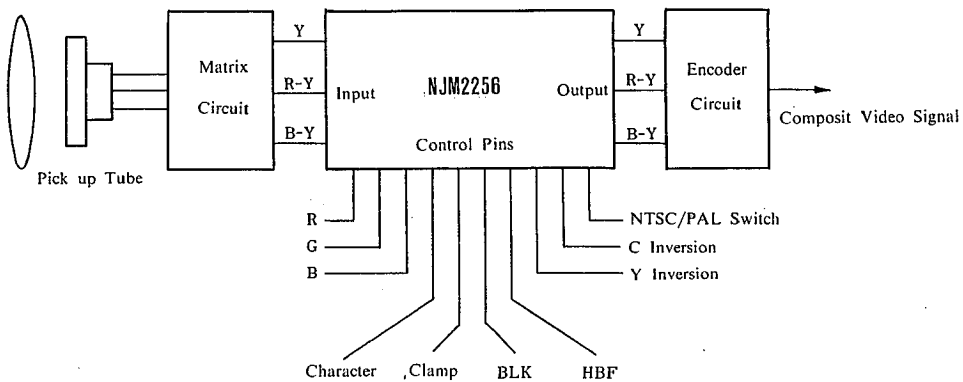 Y
Y
Matrix
Circuit
R-Y
Input
NJM2256
Output
R-Y
Encoder
Circuit
Composit Video Signal
B-Y
Control Pins
B-Y
Pick up Tube
R
NTSC/PAL Switch
G
C Inversion
B
Y Inversion
Character
Clamp
BLK
HBF